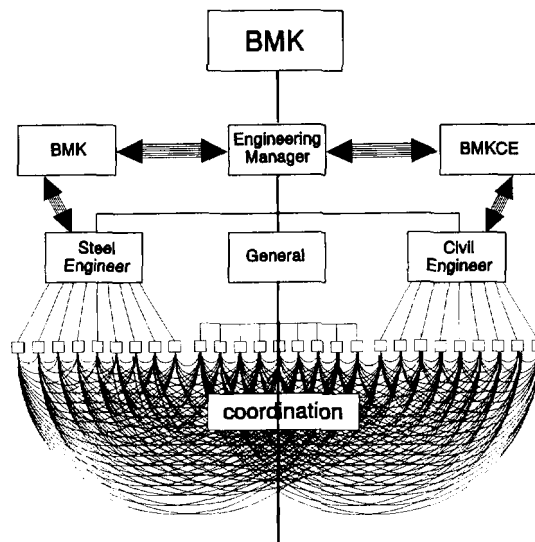 BMK
Engineering
Manager
BMK
BMKCE
Steel
Engineer
General
Civil
Engineer
coordination